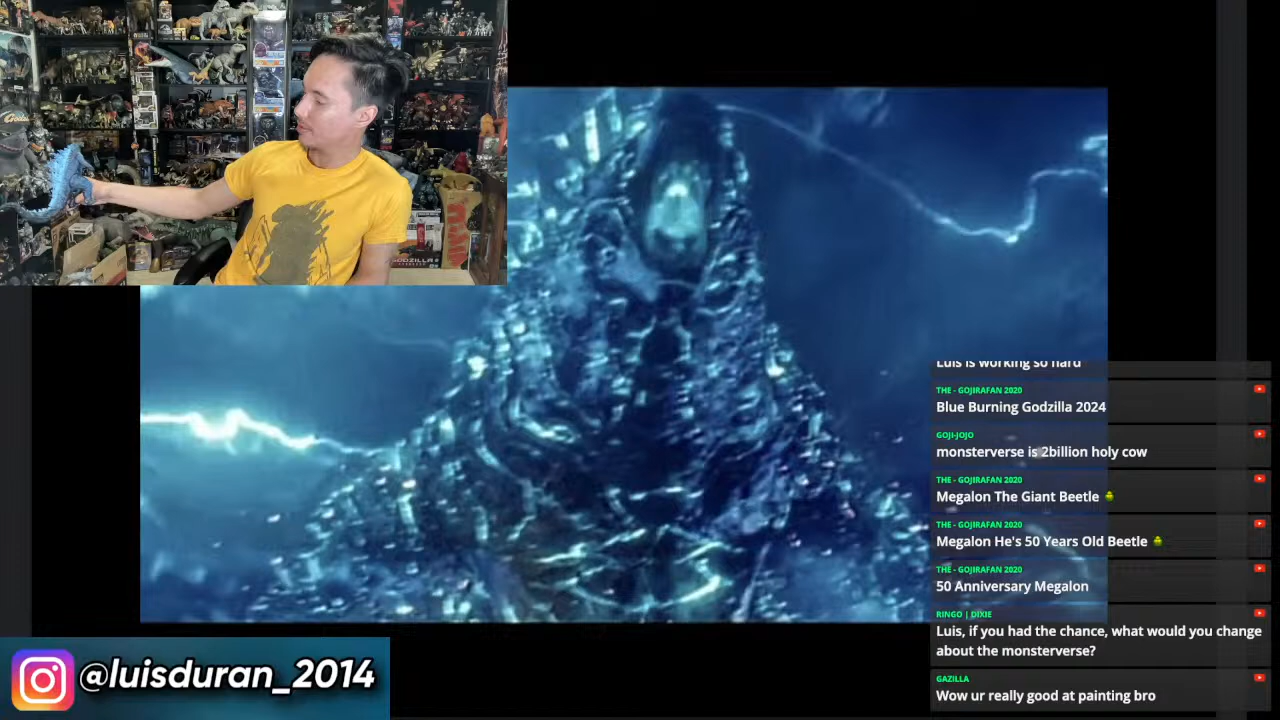 Luis is working so hard
THE - GOJIRAFAN 2020
Blue Burning Godzilla 2024
GOJI-JOJO
monsterverse is 2billion holy cow
THE - GOJIRAFAN 2020
Megalon The Giant Beetle
THE - GOJIRAFAN 2020
Megalon He's 50 Years Old Beetle
THE - GOJIRAFAN 2020
50 Anniversary Megalon
RINGO | DIXIE
Luis, if you had the chance, what would you change
about the monsterverse?
GAZILLA
Wow ur really good at painting bro
GODZILLA
@luisduran_2014